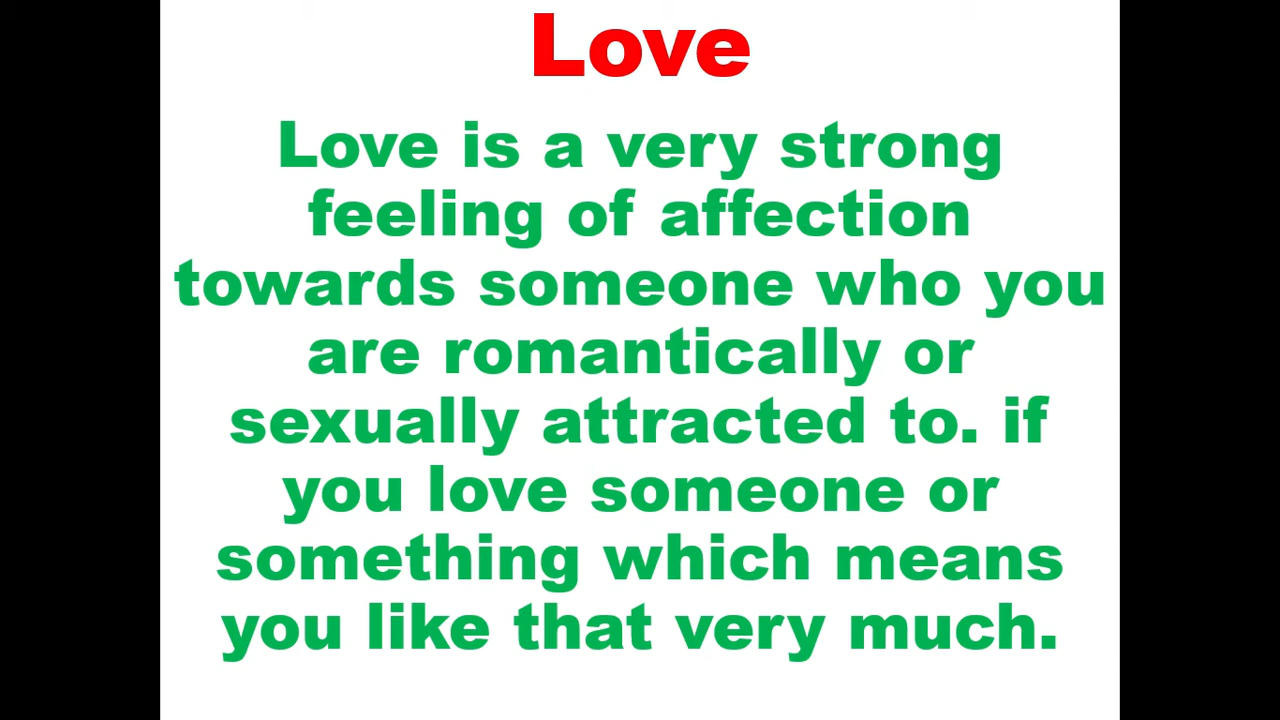 Love
Love is a very strong
feeling of affection
towards someone who you
are romantically or
sexually attracted to. if
you love someone or
something which means
you like that very much.